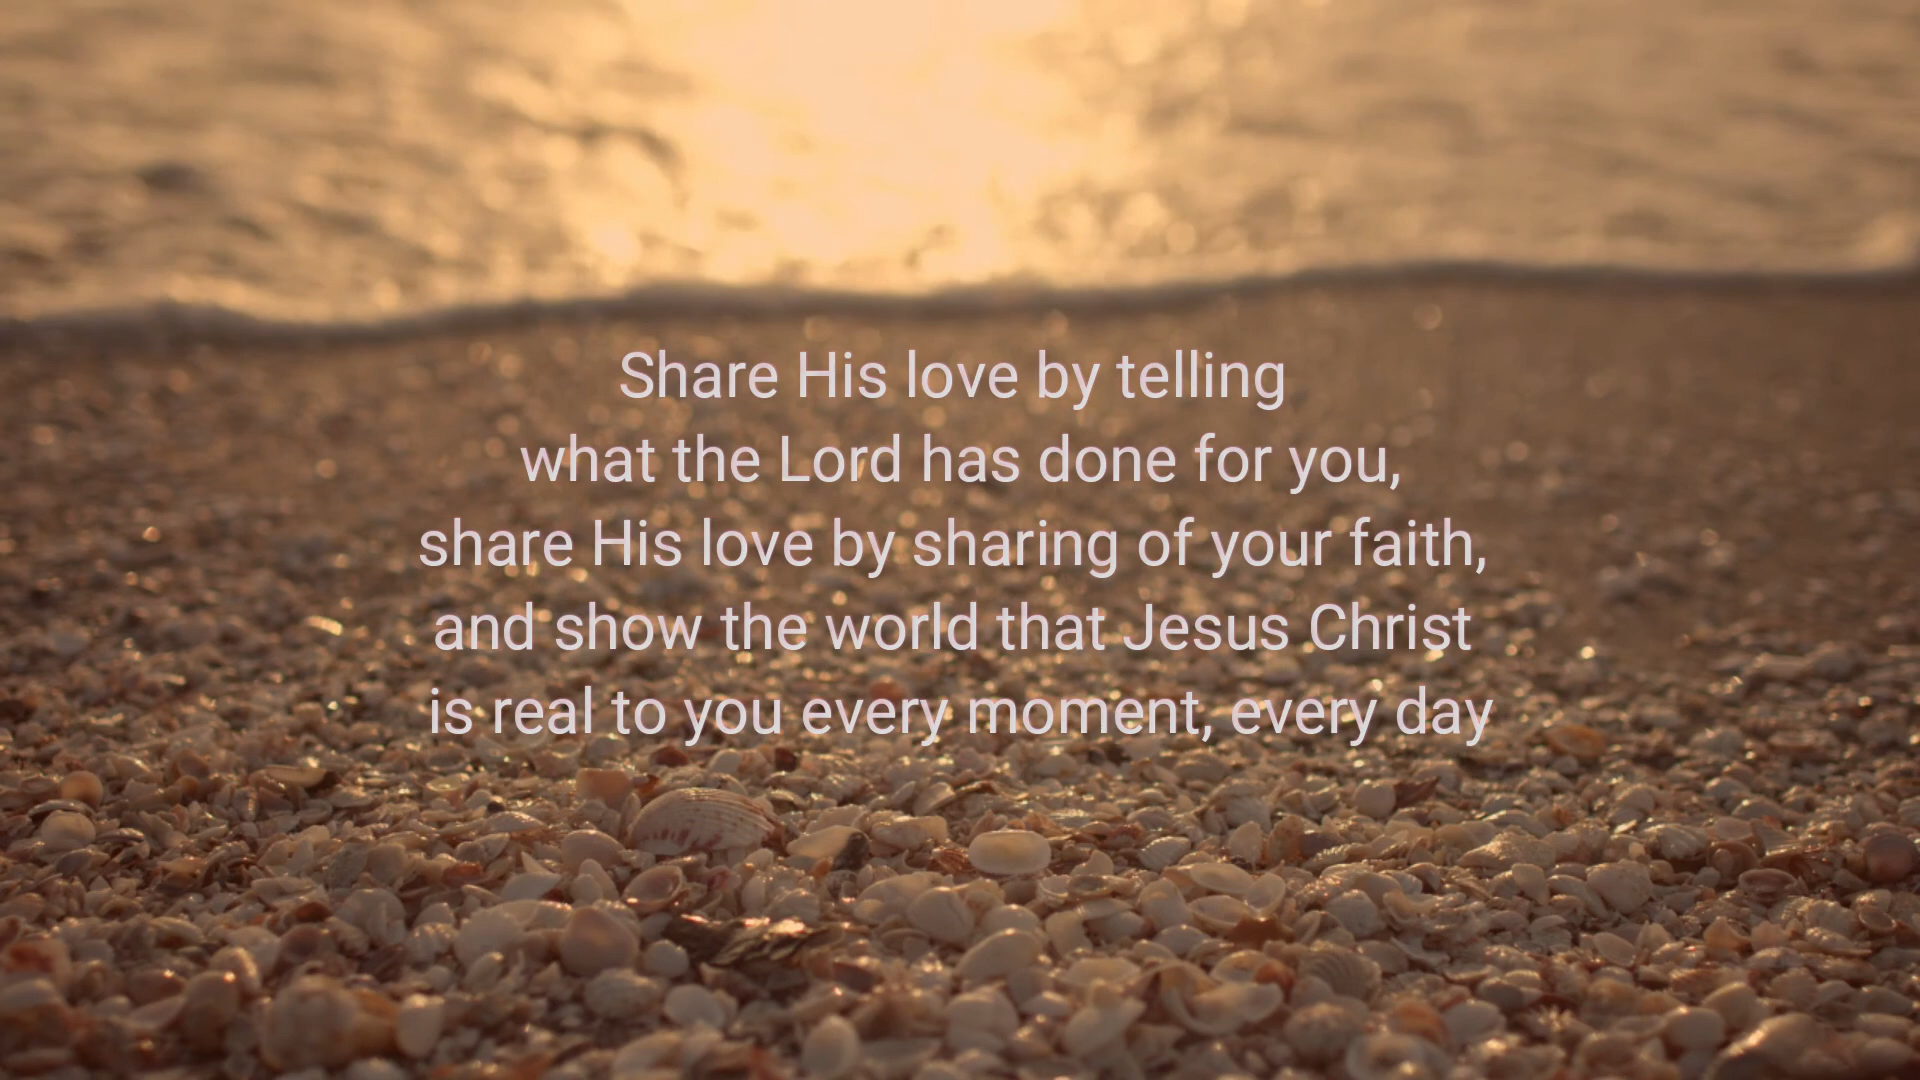 Share His love by telling
what the Lord has done for you,
share His love by sharing of your faith,
and show the world that Jesus Christ
is real to you every moment, every day